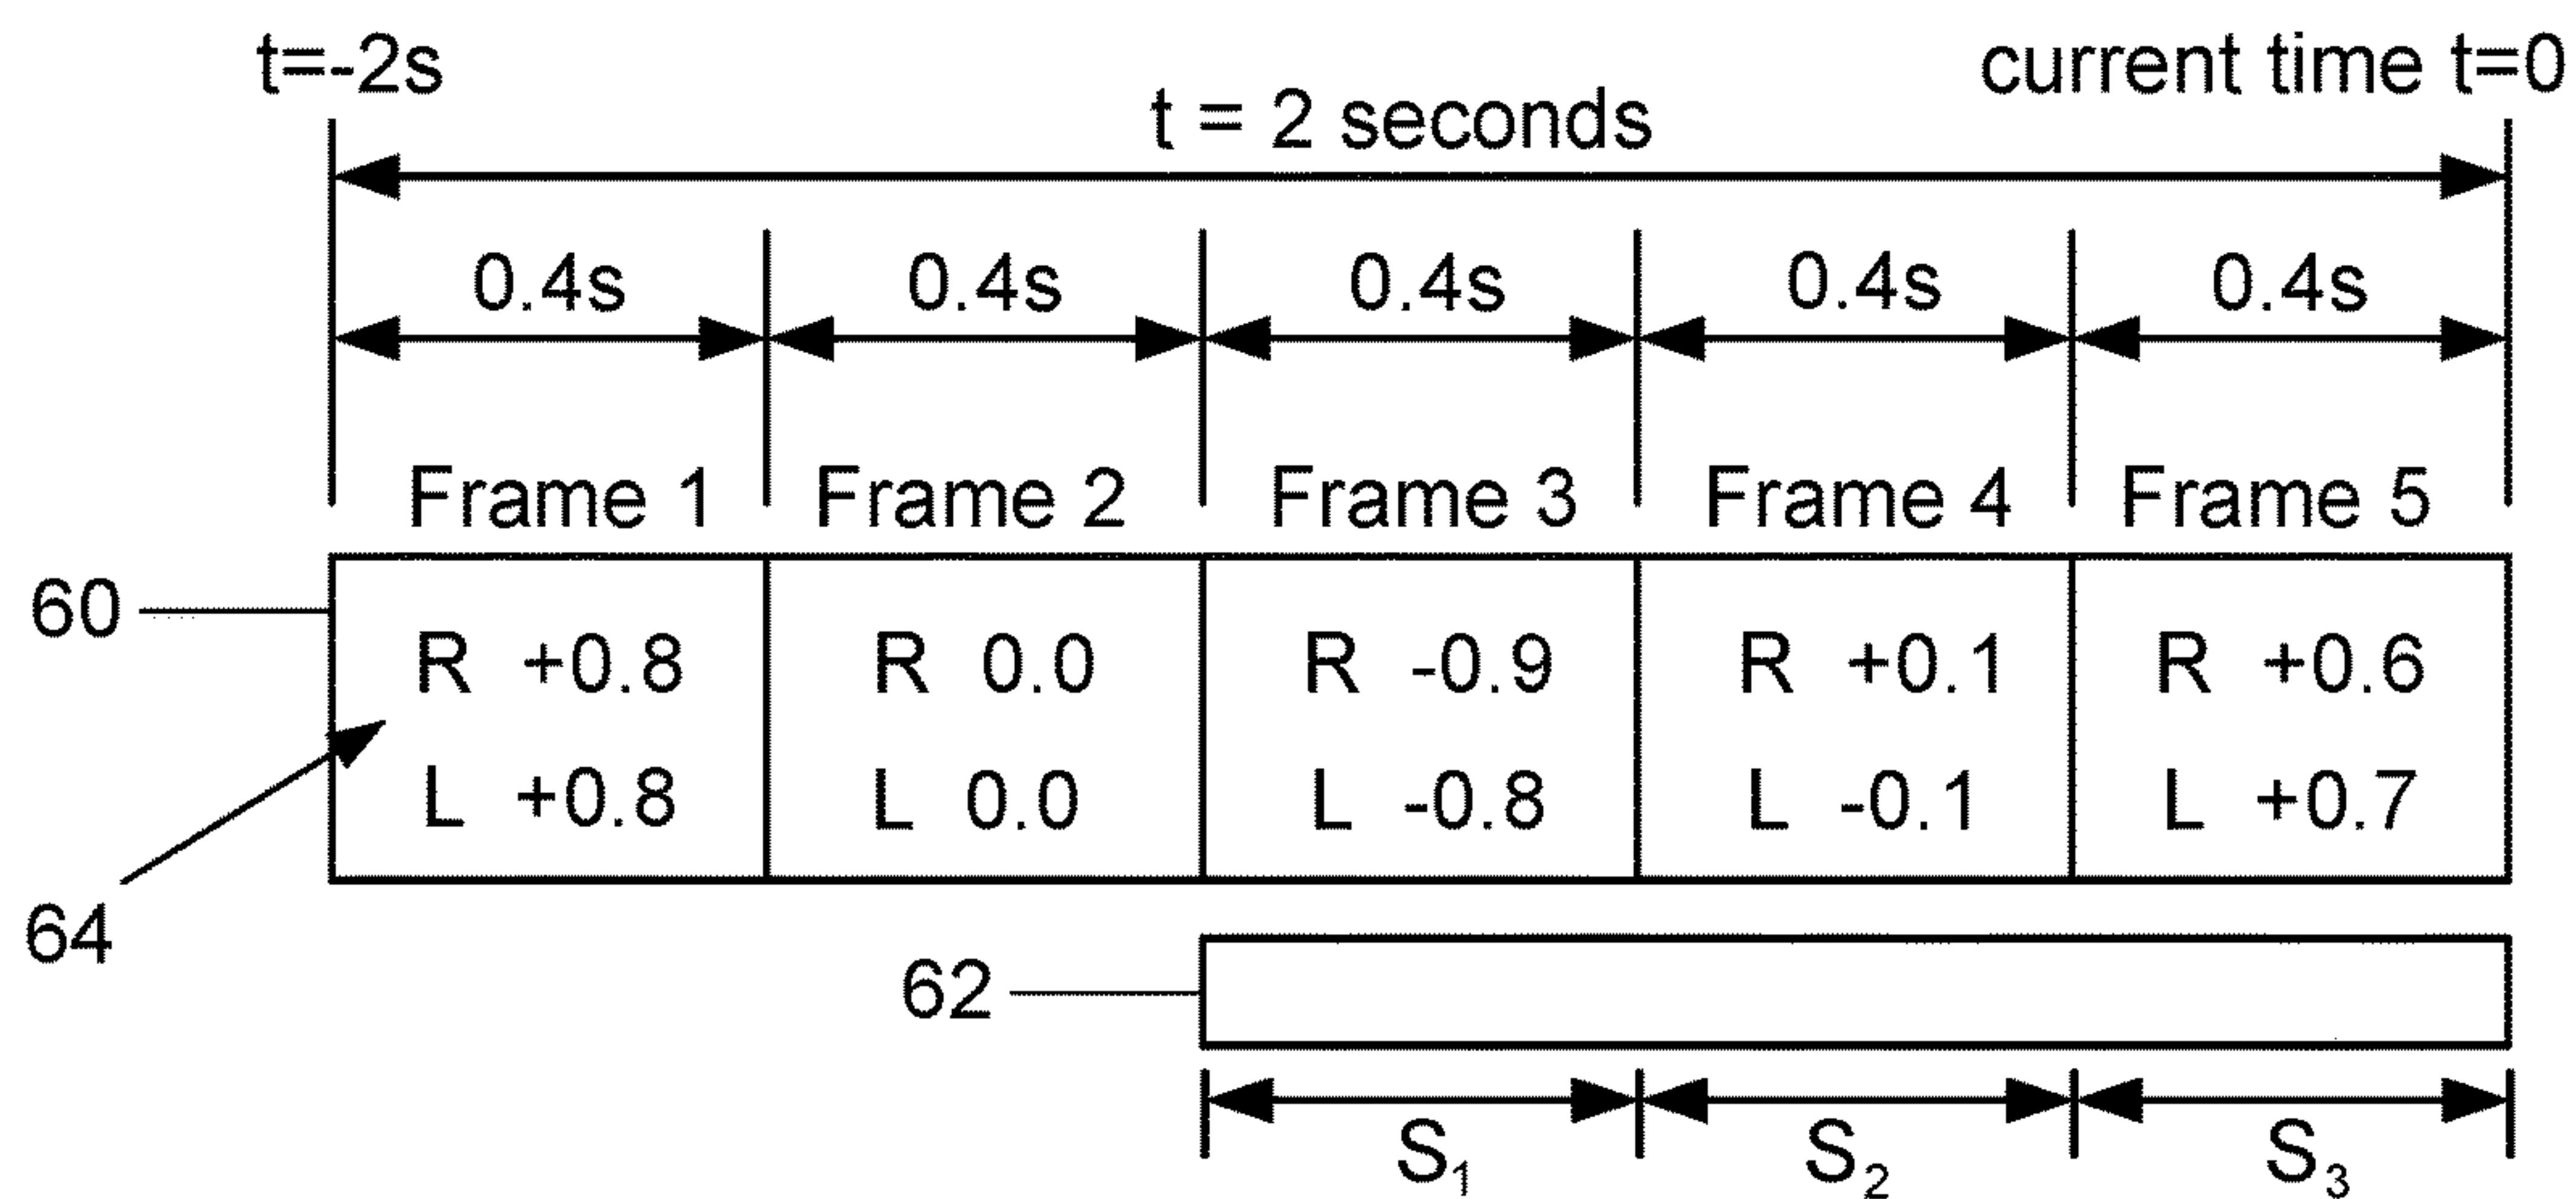 t=-2s
t = 2 seconds
current time t=0
0.4s 0.4s 0.4s 0.4s 0.4s
Frame 1 Frame 2 Frame 3 Frame 4 Frame 5
60
R +0.8 R 0.0 R -0.9 R +0.1 R +0.6
L +0.8 L 0.0 L -0.8 L -0.1 L +0.7
64
62
S₁ S₂ S₃